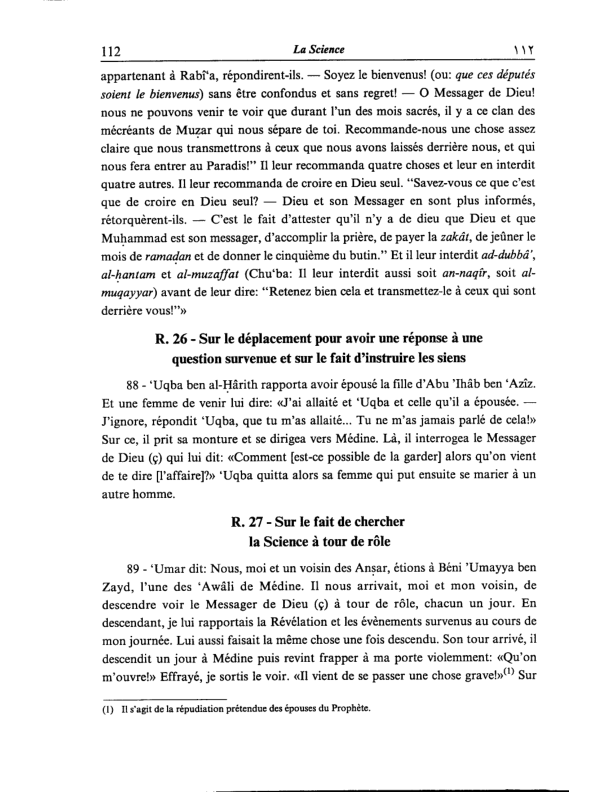 112 La Science ١١٢
appartenant à Rabî‘a, répondirent-ils. — Soyez le bienvenus! (ou: que ces députés
soient le bienvenus) sans être confondus et sans regret! — O Messager de Dieu!
nous ne pouvons venir te voir que durant l'un des mois sacrés, il y a ce clan des
mécréants de Muẓar qui nous sépare de toi. Recommande-nous une chose assez
claire que nous transmettrons à ceux que nous avons laissés derrière nous, et qui
nous fera entrer au Paradis!” Il leur recommanda quatre choses et leur en interdit
quatre autres. Il leur recommanda de croire en Dieu seul. “Savez-vous ce que c'est
que de croire en Dieu seul? — Dieu et son Messager en sont plus informés,
rétorquèrent-ils. — C'est le fait d'attester qu'il n'y a de dieu que Dieu et que
Muḥammad est son messager, d'accomplir la prière, de payer la zakât, de jeûner le
mois de ramaḍan et de donner le cinquième du butin.” Et il leur interdit ad-dubbâ’,
al-ḥantam et al-muzaffat (Chu‘ba: Il leur interdit aussi soit an-naqîr, soit al-
muqayyar) avant de leur dire: “Retenez bien cela et transmettez-le à ceux qui sont
derrière vous!”»
R. 26 - Sur le déplacement pour avoir une réponse à une
question survenue et sur le fait d'instruire les siens
88 - ‘Uqba ben al-Ḥârith rapporta avoir épousé la fille d'Abu ’Ihâb ben ‘Azîz.
Et une femme de venir lui dire: «J'ai allaité et ‘Uqba et celle qu'il a épousée. —
J'ignore, répondit ‘Uqba, que tu m'as allaité... Tu ne m'as jamais parlé de cela!»
Sur ce, il prit sa monture et se dirigea vers Médine. Là, il interrogea le Messager
de Dieu (ç) qui lui dit: «Comment [est-ce possible de la garder] alors qu'on vient
de te dire [l'affaire]?» ‘Uqba quitta alors sa femme qui put ensuite se marier à un
autre homme.
R. 27 - Sur le fait de chercher
la Science à tour de rôle
89 - ‘Umar dit: Nous, moi et un voisin des Anṣar, étions à Béni ’Umayya ben
Zayd, l'une des ‘Awâli de Médine. Il nous arrivait, moi et mon voisin, de
descendre voir le Messager de Dieu (ç) à tour de rôle, chacun un jour. En
descendant, je lui rapportais la Révélation et les évènements survenus au cours de
mon journée. Lui aussi faisait la même chose une fois descendu. Son tour arrivé, il
descendit un jour à Médine puis revint frapper à ma porte violemment: «Qu'on
m'ouvre!» Effrayé, je sortis le voir. «Il vient de se passer une chose grave!»(1) Sur
(1) Il s'agit de la répudiation prétendue des épouses du Prophète.